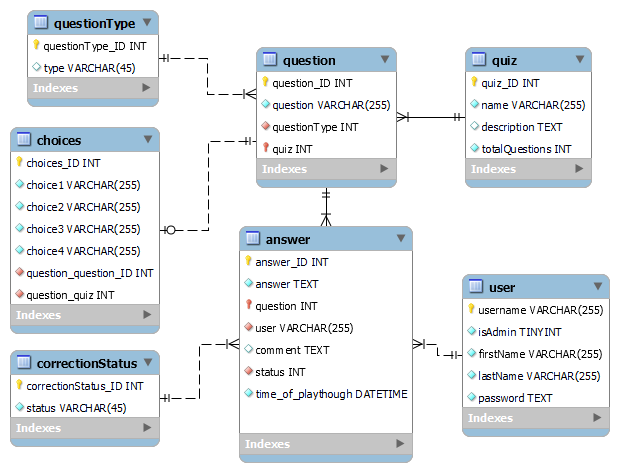 questionType
questionType_ID INT
type VARCHAR(45)
Indexes
question
question_ID INT
question VARCHAR(255)
questionType INT
quiz INT
Indexes
quiz
quiz_ID INT
name VARCHAR(255)
description TEXT
totalQuestions INT
Indexes
choices
choices_ID INT
choice1 VARCHAR(255)
choice2 VARCHAR(255)
choice3 VARCHAR(255)
choice4 VARCHAR(255)
question_question_ID INT
question_quiz INT
Indexes
answer
answer_ID INT
answer TEXT
question INT
user VARCHAR(255)
comment TEXT
status INT
time_of_playthough DATETIME
Indexes
user
username VARCHAR(255)
isAdmin TINYINT
firstName VARCHAR(255)
lastName VARCHAR(255)
password TEXT
Indexes
correctionStatus
correctionStatus_ID INT
status VARCHAR(45)
Indexes